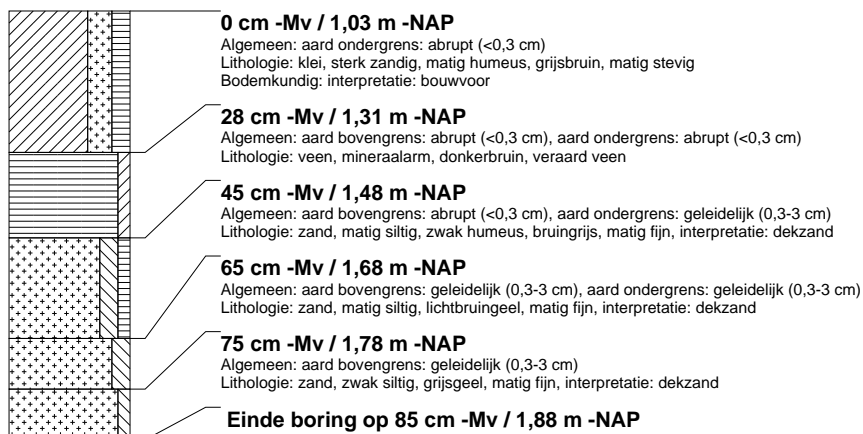 0 cm -Mv / 1,03 m -NAP
Algemeen: aard ondergrens: abrupt (<0,3 cm)
Lithologie: klei, sterk zandig, matig humeus, grijsbruin, matig stevig
Bodemkundig: interpretatie: bouwvoor
28 cm -Mv / 1,31 m -NAP
Algemeen: aard bovengrens: abrupt (<0,3 cm), aard ondergrens: abrupt (<0,3 cm)
Lithologie: veen, mineraalarm, donkerbruin, veraard veen
45 cm -Mv / 1,48 m -NAP
Algemeen: aard bovengrens: abrupt (<0,3 cm), aard ondergrens: geleidelijk (0,3-3 cm)
Lithologie: zand, matig siltig, zwak humeus, bruingrijs, matig fijn, interpretatie: dekzand
65 cm -Mv / 1,68 m -NAP
Algemeen: aard bovengrens: geleidelijk (0,3-3 cm), aard ondergrens: geleidelijk (0,3-3 cm)
Lithologie: zand, matig siltig, lichtbruingeel, matig fijn, interpretatie: dekzand
75 cm -Mv / 1,78 m -NAP
Algemeen: aard bovengrens: geleidelijk (0,3-3 cm)
Lithologie: zand, zwak siltig, grijsgeel, matig fijn, interpretatie: dekzand
Einde boring op 85 cm -Mv / 1,88 m -NAP